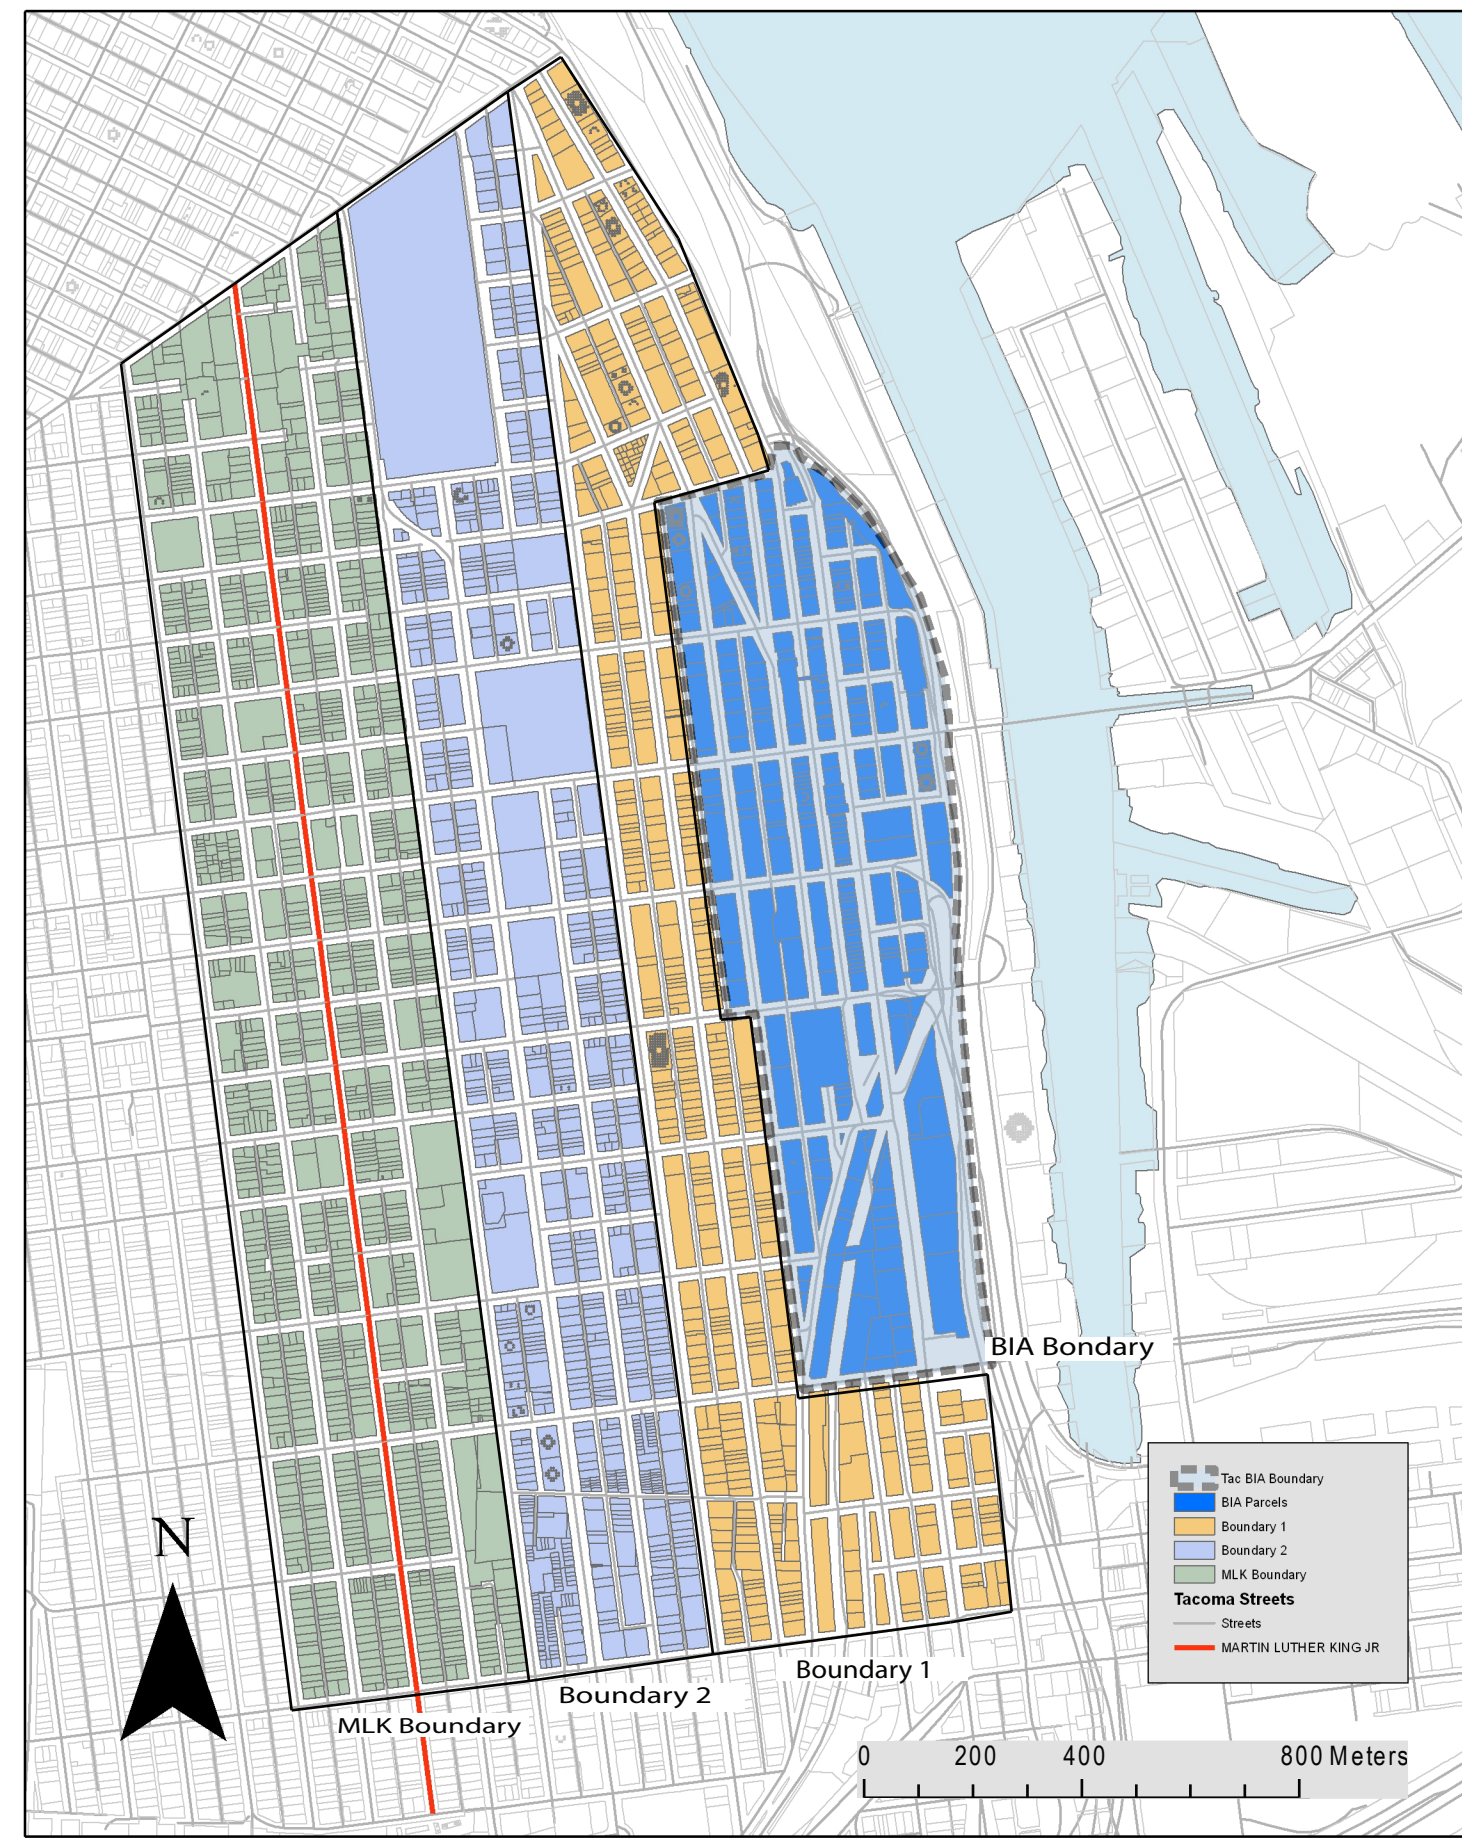 BIA Bondary
Tac BIA Boundary
BIA Parcels
Boundary 1
Boundary 2
MLK Boundary
Tacoma Streets
Streets
MARTIN LUTHER KING JR
N
Boundary 1
Boundary 2
MLK Boundary
0 200 400 800 Meters